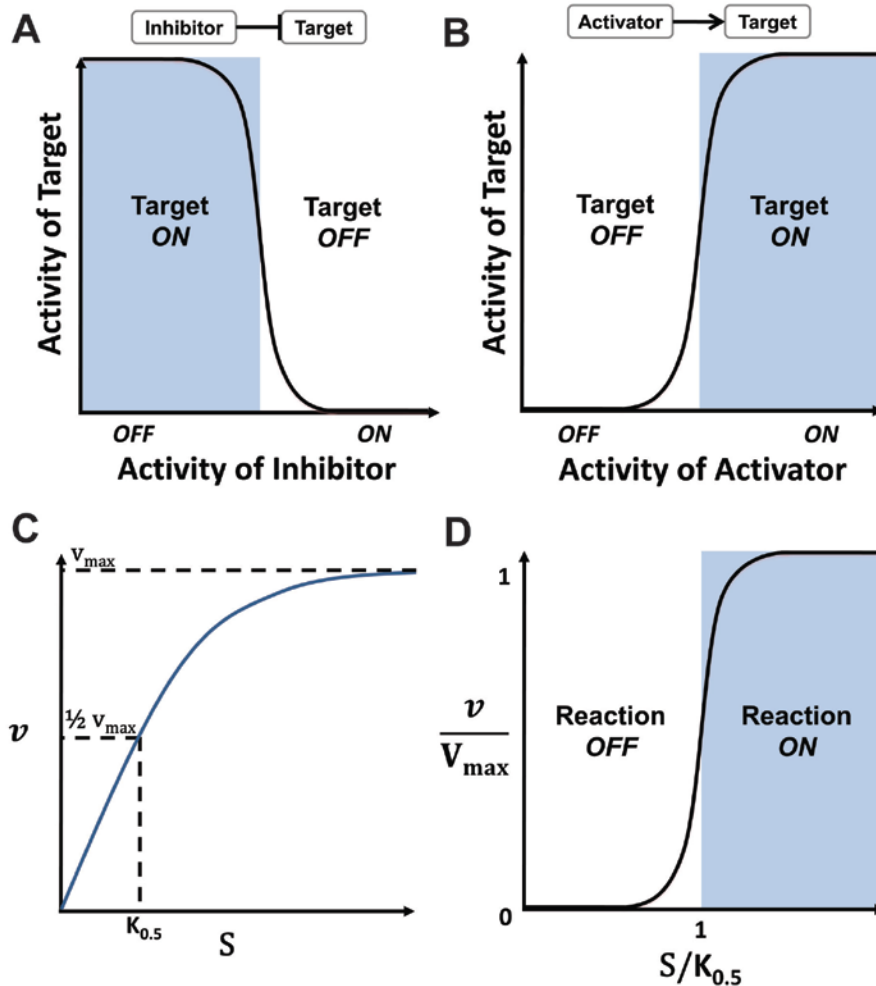 A
Inhibitor
Target
Activity of Target
Target
ON
Target
OFF
OFF
ON
Activity of Inhibitor
B
Activator
Target
Activity of Target
Target
OFF
Target
ON
OFF
ON
Activity of Activator
C
Vmax
½ vmax
v
K0.5
S
D
1
v
Vmax
0
Reaction
OFF
Reaction
ON
1
S/K0.5